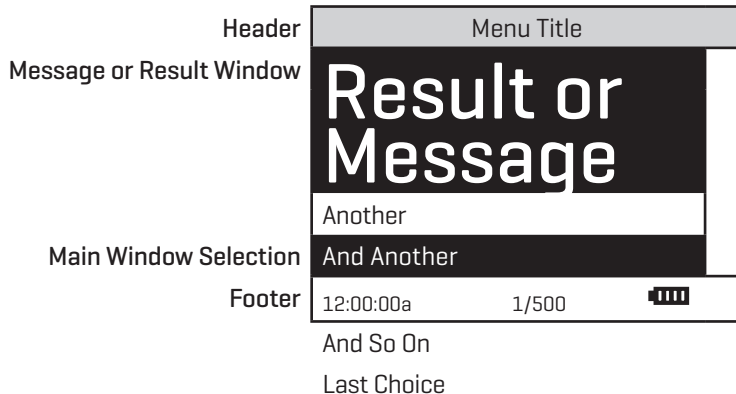 Header
Menu Title
Message or Result Window
Result or
Message
Another
Main Window Selection
And Another
Footer
12:00:00a 1/500
And So On
Last Choice